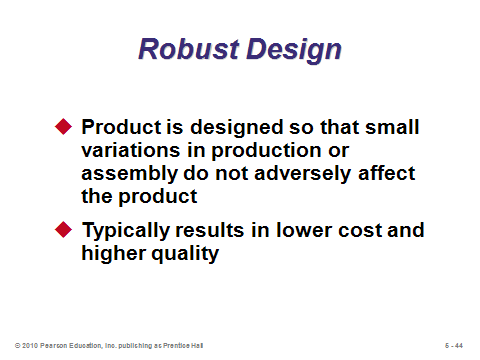 Robust Design
Product is designed so that small
variations in production or
assembly do not adversely affect
the product
Typically results in lower cost and
higher quality
© 2010 Pearson Education, Inc. publishing as Prentice Hall
5 - 44